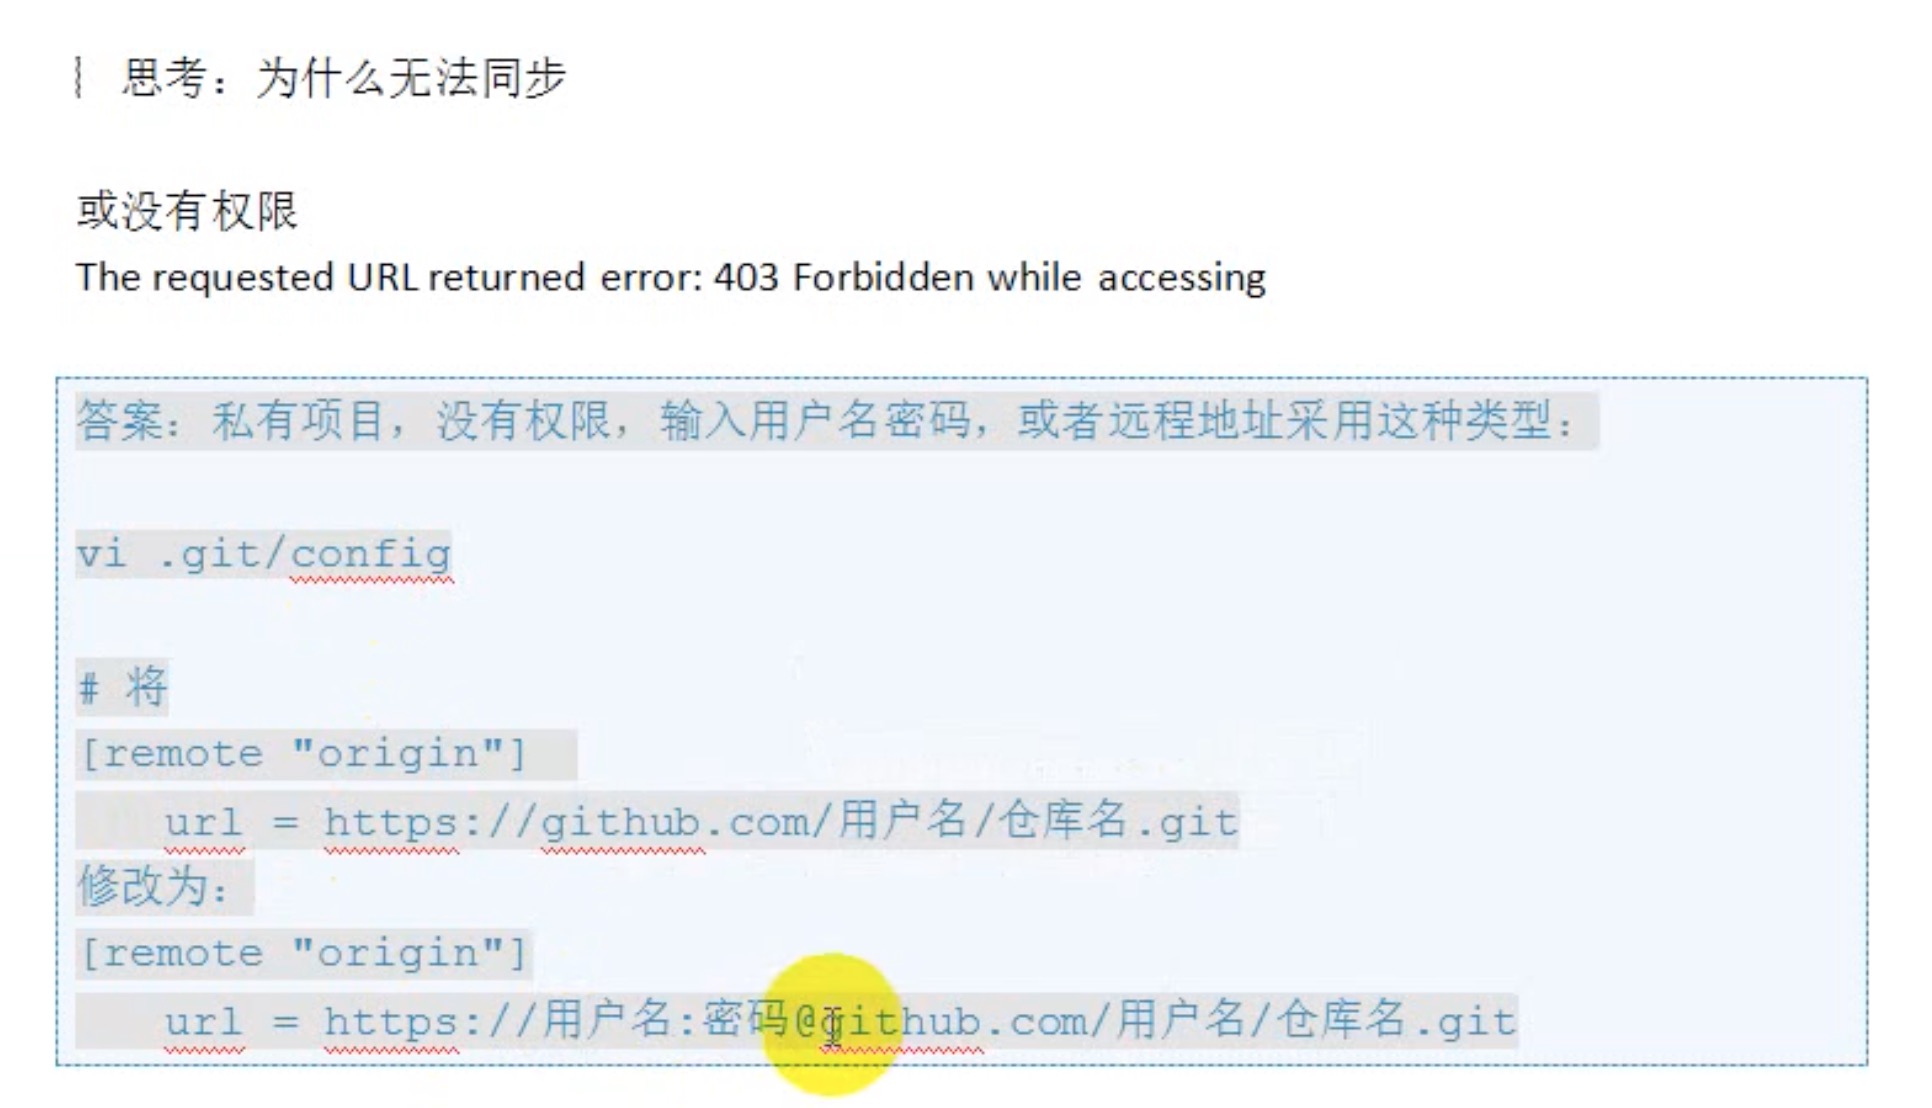 思考：为什么无法同步
或没有权限
The requested URL returned error: 403 Forbidden while accessing
答案：私有项目，没有权限，输入用户名密码，或者远程地址采用这种类型：
vi .git/config
# 将
[remote "origin"]
url = https://github.com/用户名/仓库名.git
修改为：
[remote "origin"]
url = https://用户名:密码@github.com/用户名/仓库名.git